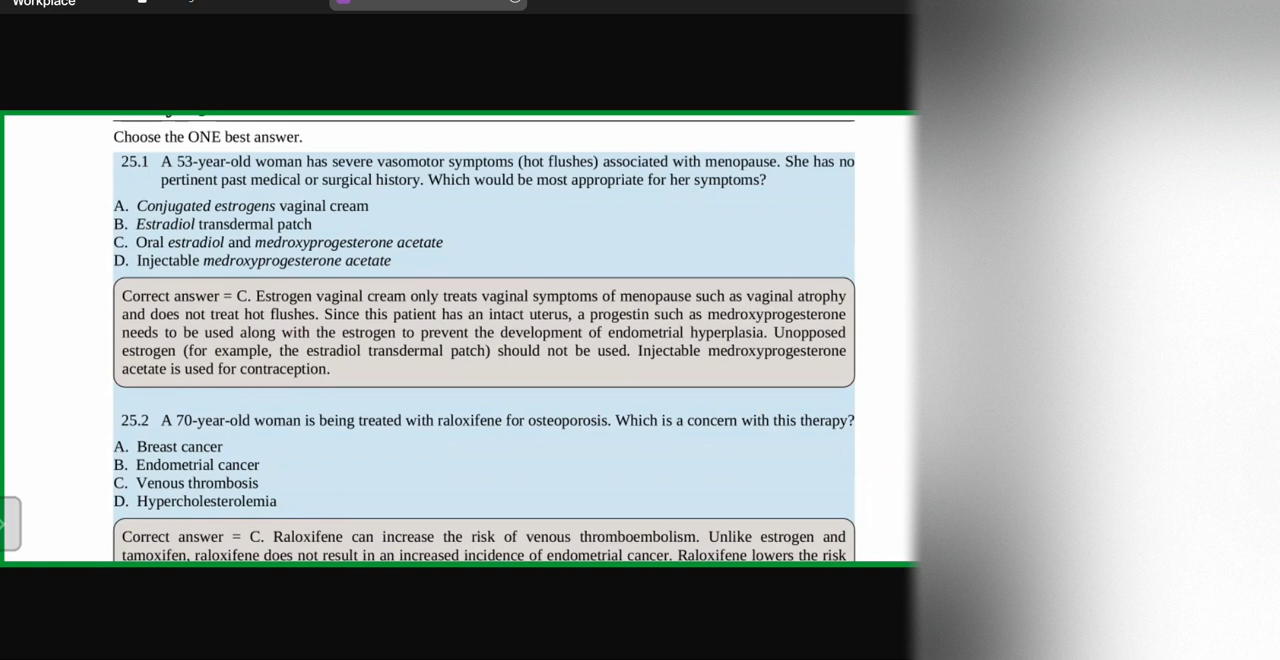 Workplace
Choose the ONE best answer.
25.1 A 53-year-old woman has severe vasomotor symptoms (hot flushes) associated with menopause. She has no
pertinent past medical or surgical history. Which would be most appropriate for her symptoms?
A. Conjugated estrogens vaginal cream
B. Estradiol transdermal patch
C. Oral estradiol and medroxyprogesterone acetate
D. Injectable medroxyprogesterone acetate
Correct answer = C. Estrogen vaginal cream only treats vaginal symptoms of menopause such as vaginal atrophy
and does not treat hot flushes. Since this patient has an intact uterus, a progestin such as medroxyprogesterone
needs to be used along with the estrogen to prevent the development of endometrial hyperplasia. Unopposed
estrogen (for example, the estradiol transdermal patch) should not be used. Injectable medroxyprogesterone
acetate is used for contraception.
25.2 A 70-year-old woman is being treated with raloxifene for osteoporosis. Which is a concern with this therapy?
A. Breast cancer
B. Endometrial cancer
C. Venous thrombosis
D. Hypercholesterolemia
Correct answer = C. Raloxifene can increase the risk of venous thromboembolism. Unlike estrogen and
tamoxifen, raloxifene does not result in an increased incidence of endometrial cancer. Raloxifene lowers the risk